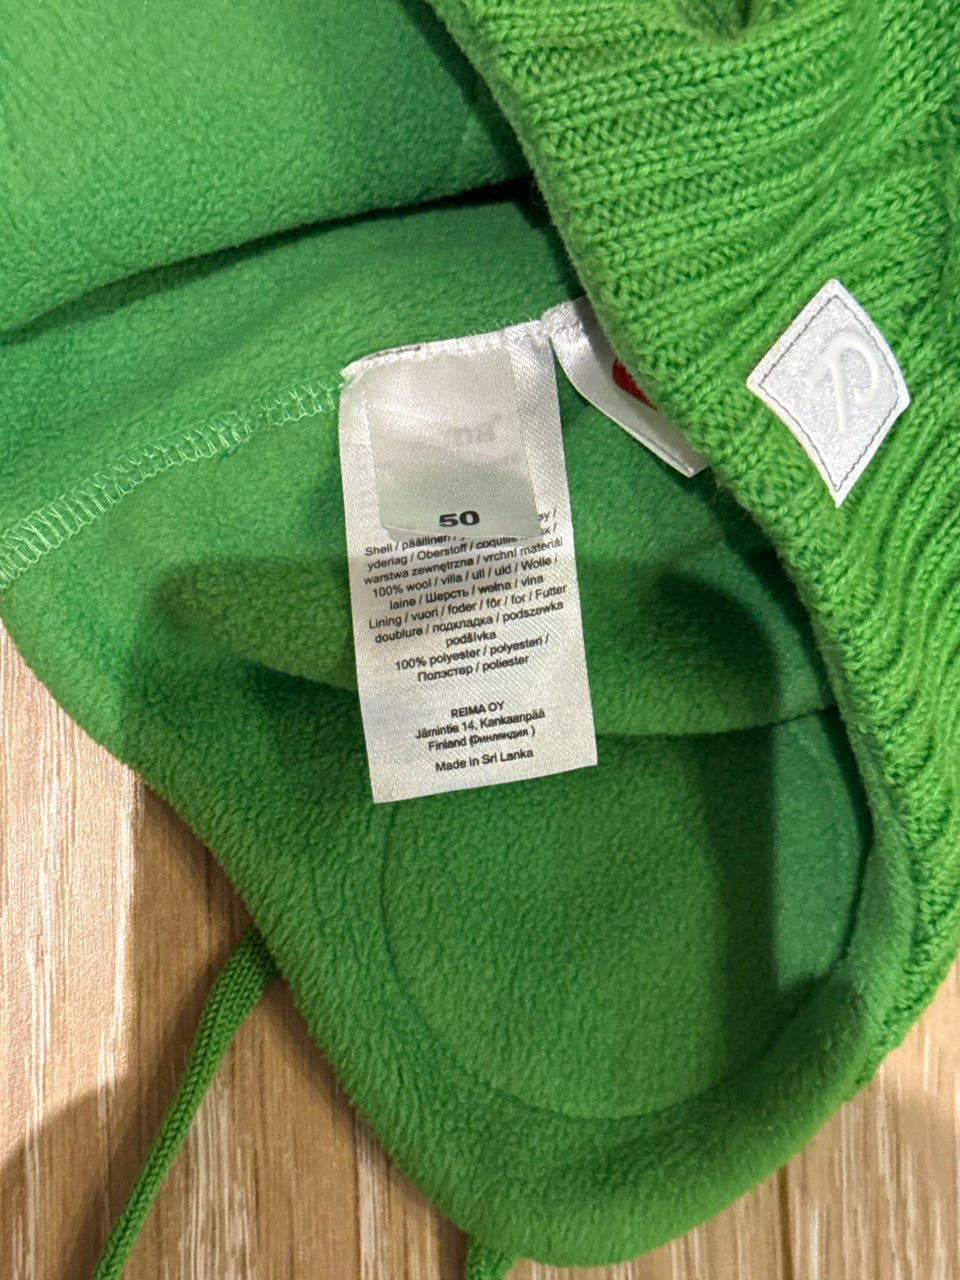 50
Shell / päällinen /
yderlag / Oberstoff / coquille
warstwa zewnętrzna / vrchní materiál
100% wool / villa / ull / uld / Wolle /
laine / Шерсть / wełna / vlna
Lining / vuori / foder / fôr / for / Futter
doublure / подкладка / podszewka
podšívka
100% polyester / polyesteri /
Полэстер / poliester
REIMA OY
Järnintie 14, Kankaanpää
Finland (Финляндия )
Made in Sri Lanka